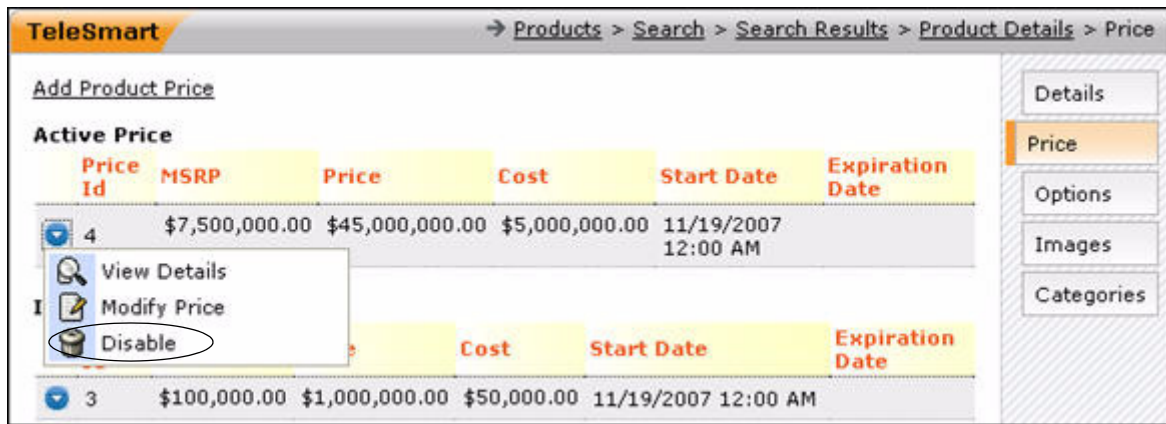 TeleSmart
→ Products > Search > Search Results > Product Details > Price
Add Product Price
Active Price
Price Id MSRP Price Cost Start Date Expiration Date
4 $7,500,000.00 $45,000,000.00 $5,000,000.00 11/19/2007 12:00 AM
View Details
Modify Price
Disable
Cost Start Date Expiration Date
3 $100,000.00 $1,000,000.00 $50,000.00 11/19/2007 12:00 AM
Details
Price
Options
Images
Categories